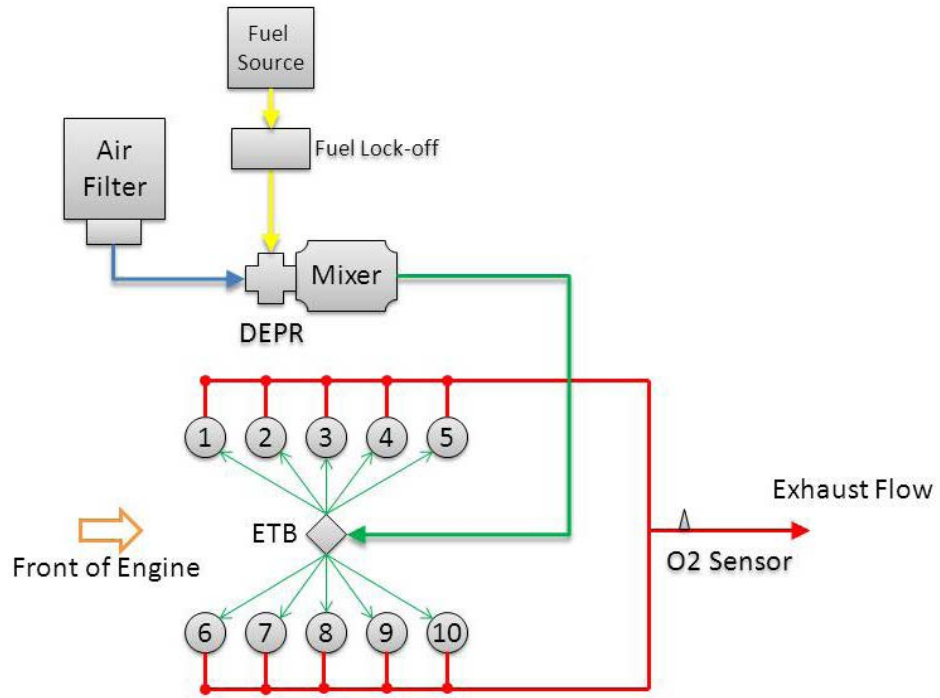 Fuel
Source
Air
Filter
Fuel Lock-off
Mixer
DEPR
1 2 3 4 5
Exhaust Flow
ETB
O2 Sensor
Front of Engine
6 7 8 9 10